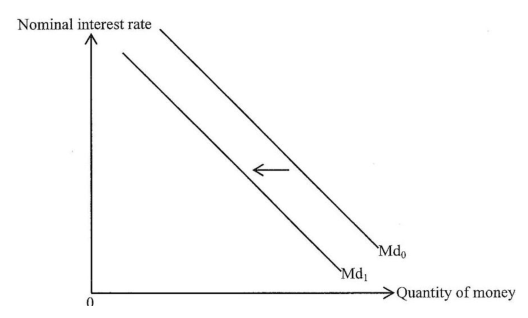 Nominal interest rate
Md₀
Md₁
Quantity of money
0